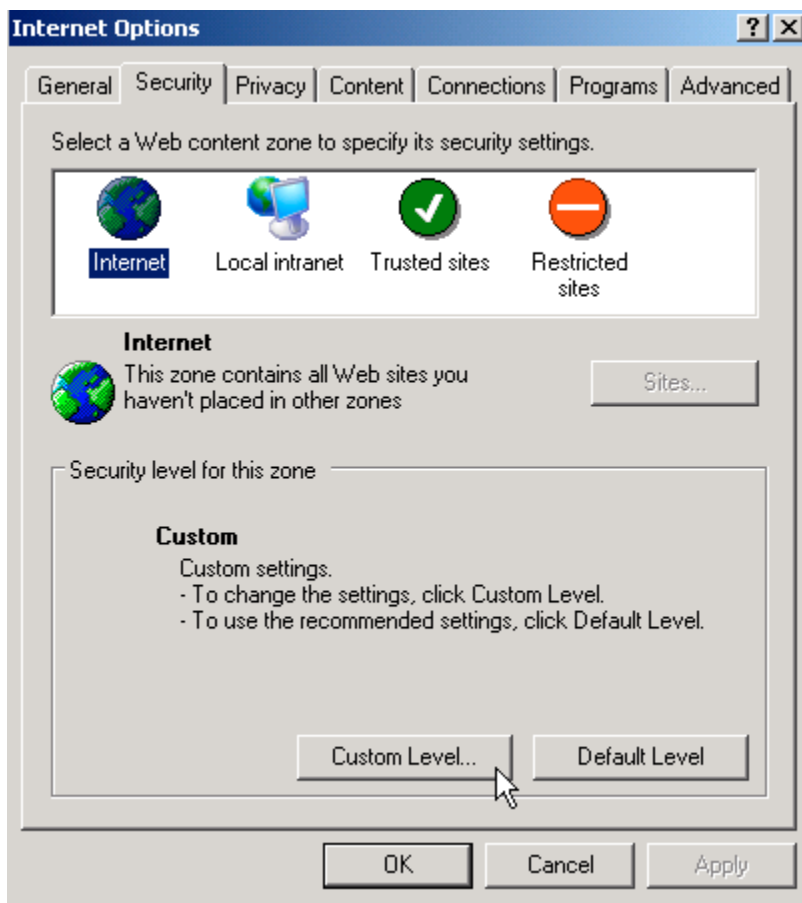 Internet Options
General Security Privacy Content Connections Programs Advanced
Select a Web content zone to specify its security settings.
Internet Local intranet Trusted sites Restricted sites
Internet
This zone contains all Web sites you
haven't placed in other zones
Sites...
Security level for this zone
Custom
Custom settings.
- To change the settings, click Custom Level.
- To use the recommended settings, click Default Level.
Custom Level... Default Level
OK Cancel Apply